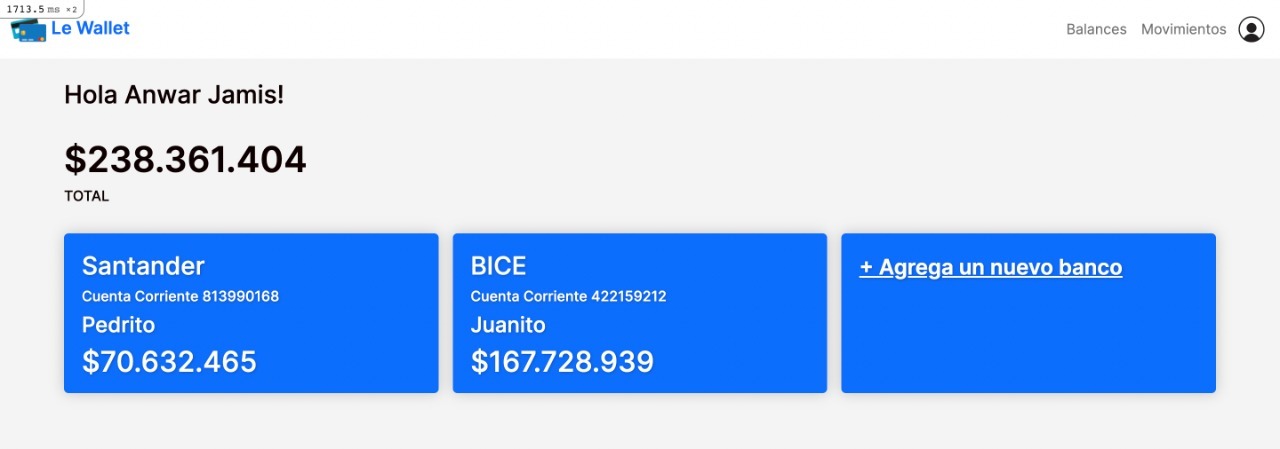 1713.5 ms ×2
Le Wallet
Balances Movimientos
Hola Anwar Jamis!
$238.361.404
TOTAL
Santander
Cuenta Corriente 813990168
Pedrito
$70.632.465
BICE
Cuenta Corriente 422159212
Juanito
$167.728.939
+ Agrega un nuevo banco